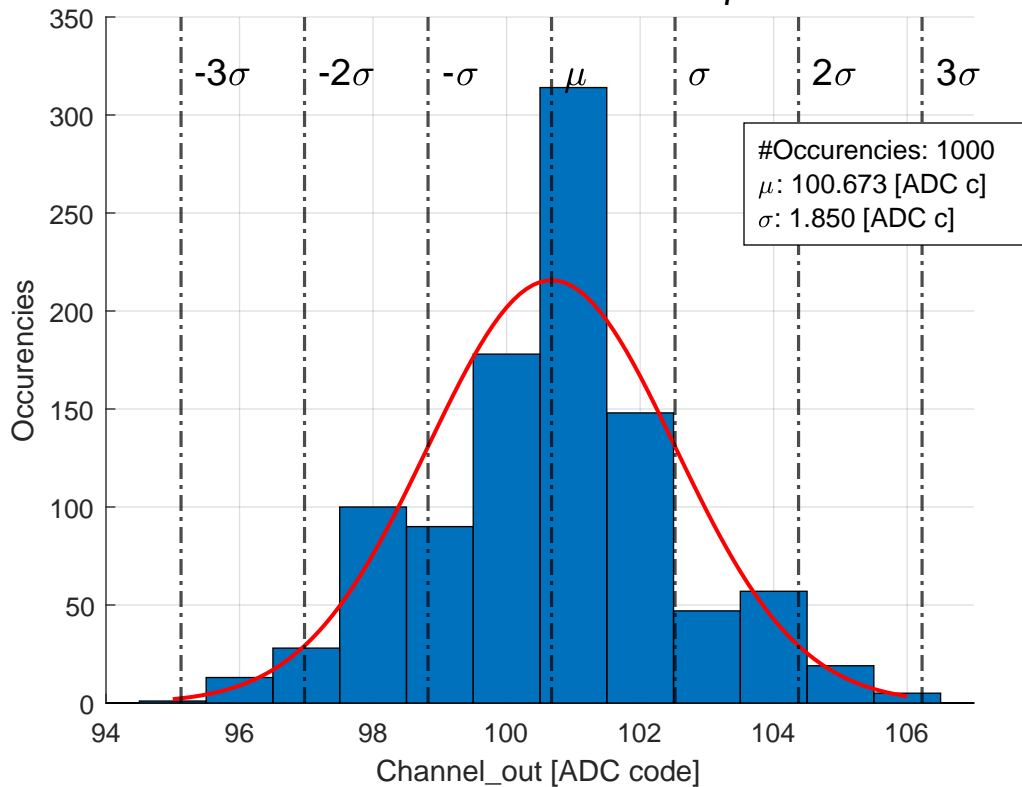 350
300
250
200
150
100
50
0
Occurencies
-3σ
-2σ
-σ
μ
σ
2σ
3σ
#Occurencies: 1000
μ: 100.673 [ADC c]
σ: 1.850 [ADC c]
94
96
98
100
102
104
106
Channel_out [ADC code]